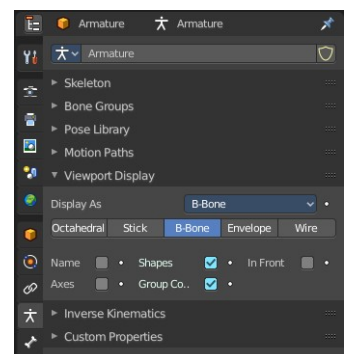 Armature Armature
Armature
Skeleton
Bone Groups
Pose Library
Motion Paths
Viewport Display
Display As B-Bone
Octahedral Stick B-Bone Envelope Wire
Name Shapes In Front
Axes Group Co..
Inverse Kinematics
Custom Properties